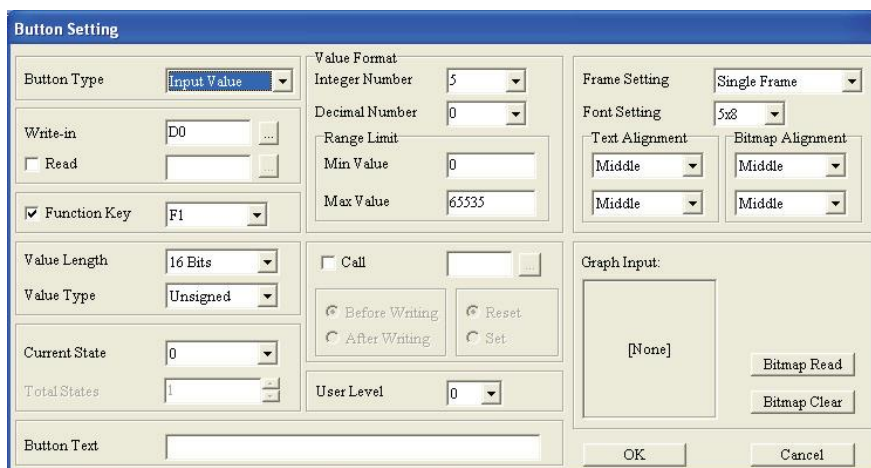 Button Setting
Button Type Input Value
Write-in D0 ...
Read ...
Function Key F1
Value Length 16 Bits
Value Type Unsigned
Current State 0
Total States 1
Button Text
Value Format
Integer Number 5
Decimal Number 0
Range Limit
Min Value 0
Max Value 65535
Call ...
Before Writing Reset
After Writing Set
User Level 0
Frame Setting Single Frame
Font Setting 5x8
Text Alignment Bitmap Alignment
Middle Middle
Middle Middle
Graph Input:
[None]
Bitmap Read
Bitmap Clear
OK Cancel